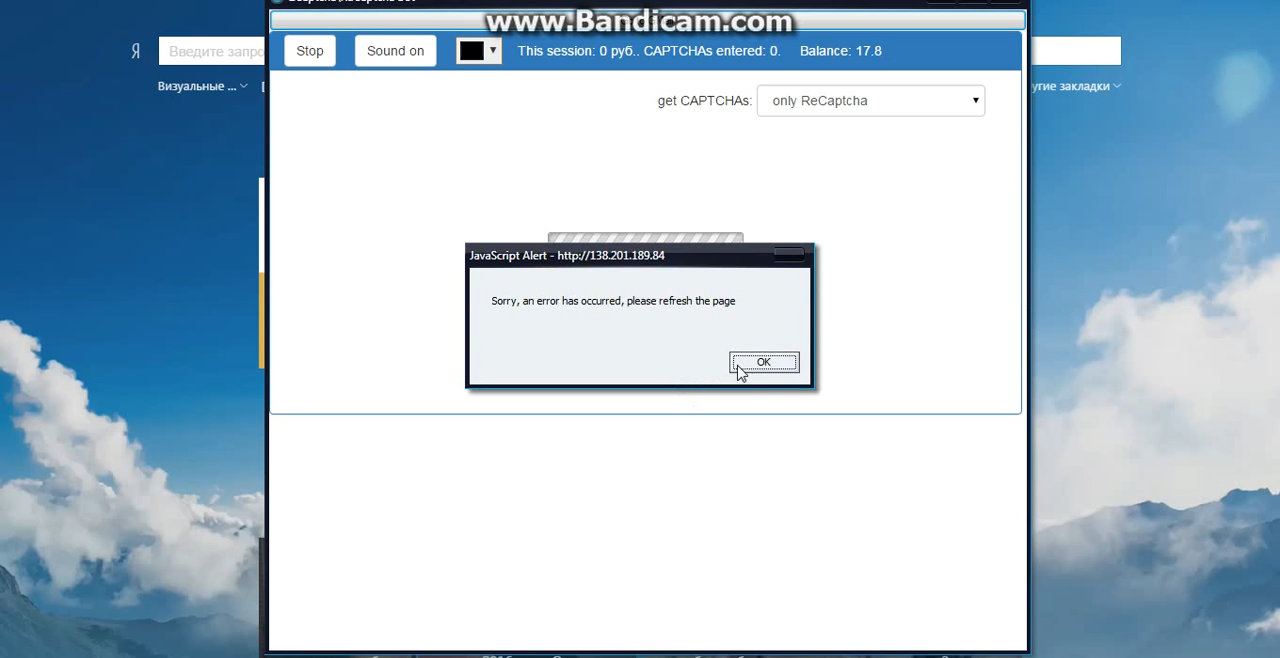 www.Bandicam.com
Я Введите запро
Stop Sound on This session: 0 руб.. CAPTCHAs entered: 0. Balance: 17.8
Визуальные ...
угие закладки
get CAPTCHAs: only ReCaptcha
JavaScript Alert - http://138.201.189.84
Sorry, an error has occurred, please refresh the page
OK